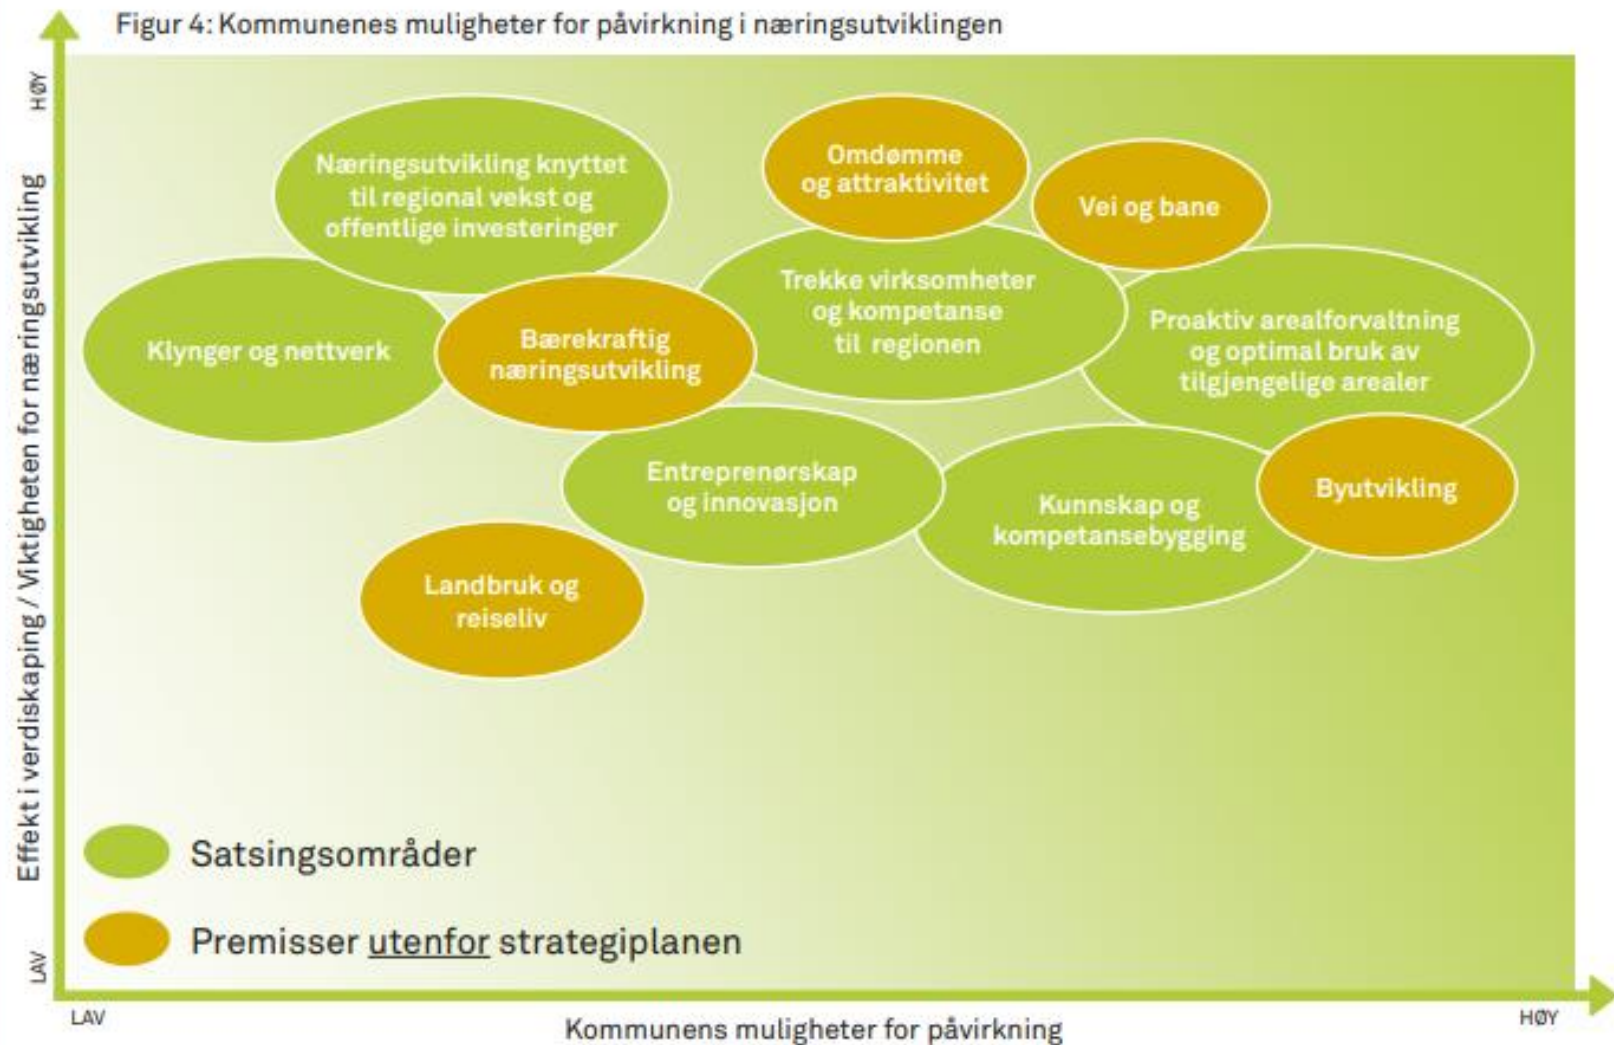 Figur 4: Kommunenes muligheter for påvirkning i næringsutviklingen
HØY
Effekt i verdiskaping / Viktigheten for næringsutvikling
LAV
Næringsutvikling knyttet
til regional vekst og
offentlige investeringer
Omdømme
og attraktivitet
Vei og bane
Klynger og nettverk
Bærekraftig
næringsutvikling
Trekke virksomheter
og kompetanse
til regionen
Proaktiv arealforvaltning
og optimal bruk av
tilgjengelige arealer
Entreprenørskap
og innovasjon
Kunnskap og
kompetansebygging
Byutvikling
Landbruk og
reiseliv
Satsingsområder
Premisser utenfor strategiplanen
LAV
Kommunens muligheter for påvirkning
HØY